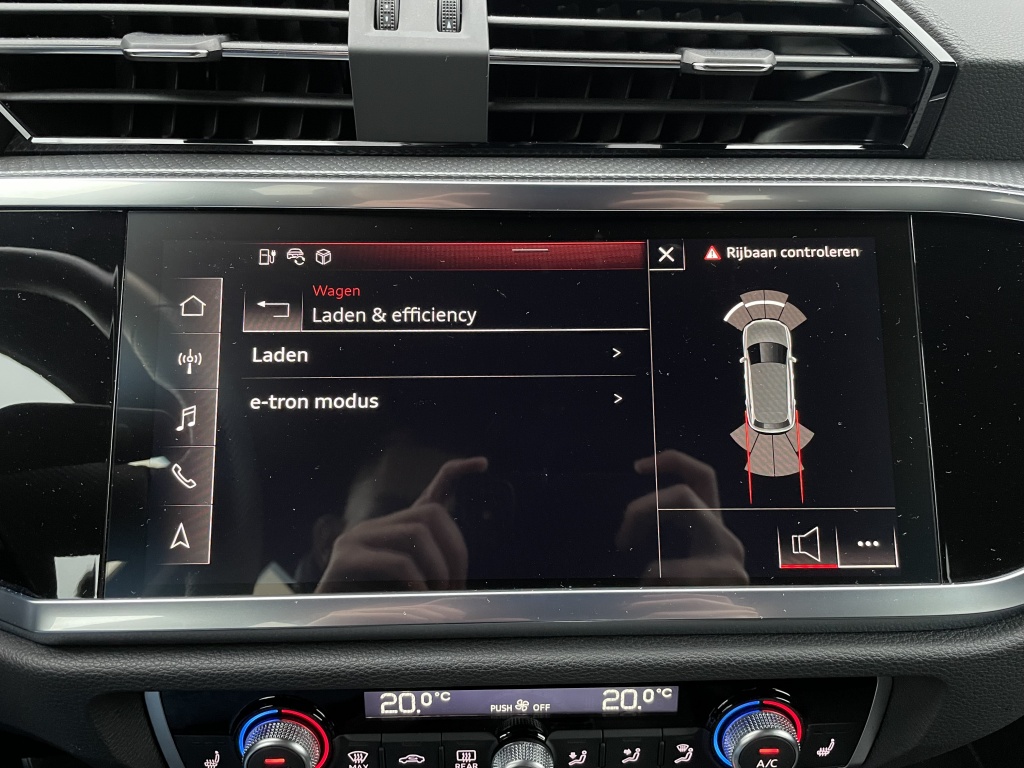 Rijbaan controleren
Wagen
Laden & efficiency
Laden
e-tron modus
20.0°C
PUSH OFF
20.0°C
MAX
REAR
A/C